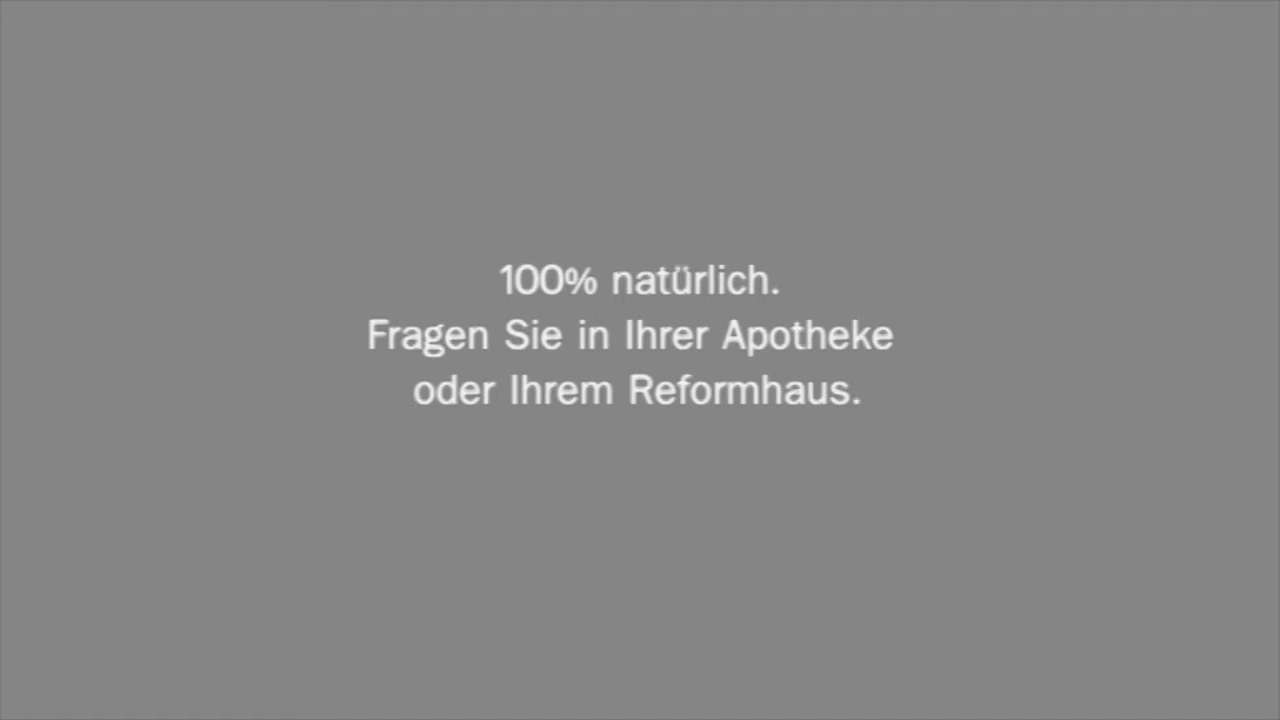 100% natürlich.
Fragen Sie in Ihrer Apotheke
oder Ihrem Reformhaus.